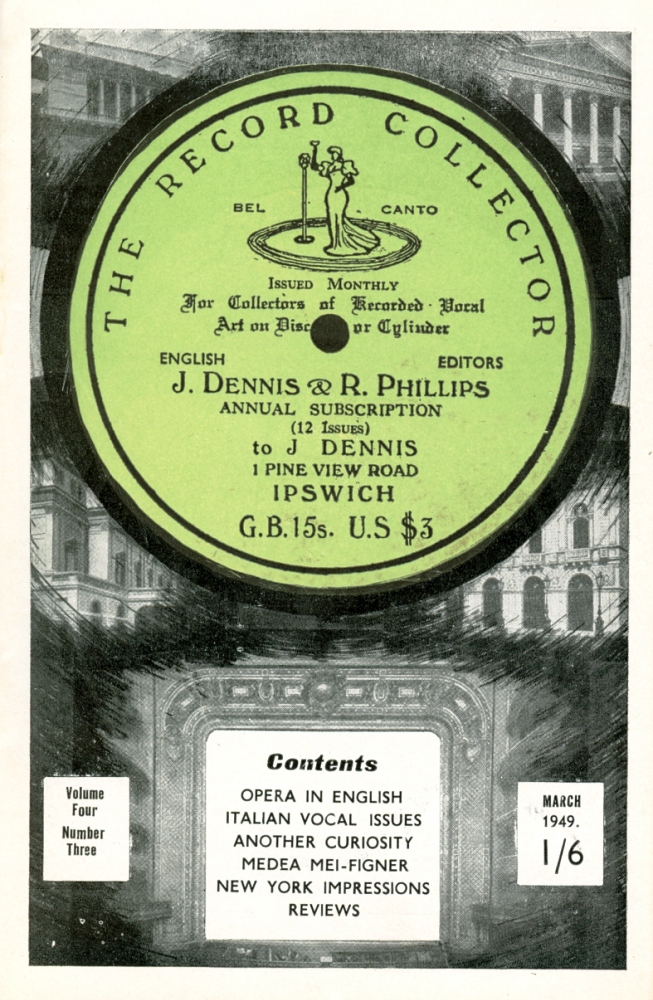 ROYAL OPERA
THE RECORD COLLECTOR
BEL CANTO
ISSUED MONTHLY
For Collectors of Recorded Vocal
Art on Disc or Cylinder
ENGLISH EDITORS
J. DENNIS & R. PHILLIPS
ANNUAL SUBSCRIPTION
(12 ISSUES)
to J DENNIS
1 PINE VIEW ROAD
IPSWICH
G.B. 15s. U.S $3
Contents
OPERA IN ENGLISH
ITALIAN VOCAL ISSUES
ANOTHER CURIOSITY
MEDEA MEI-FIGNER
NEW YORK IMPRESSIONS
REVIEWS
Volume
Four
Number
Three
MARCH
1949.
1/6